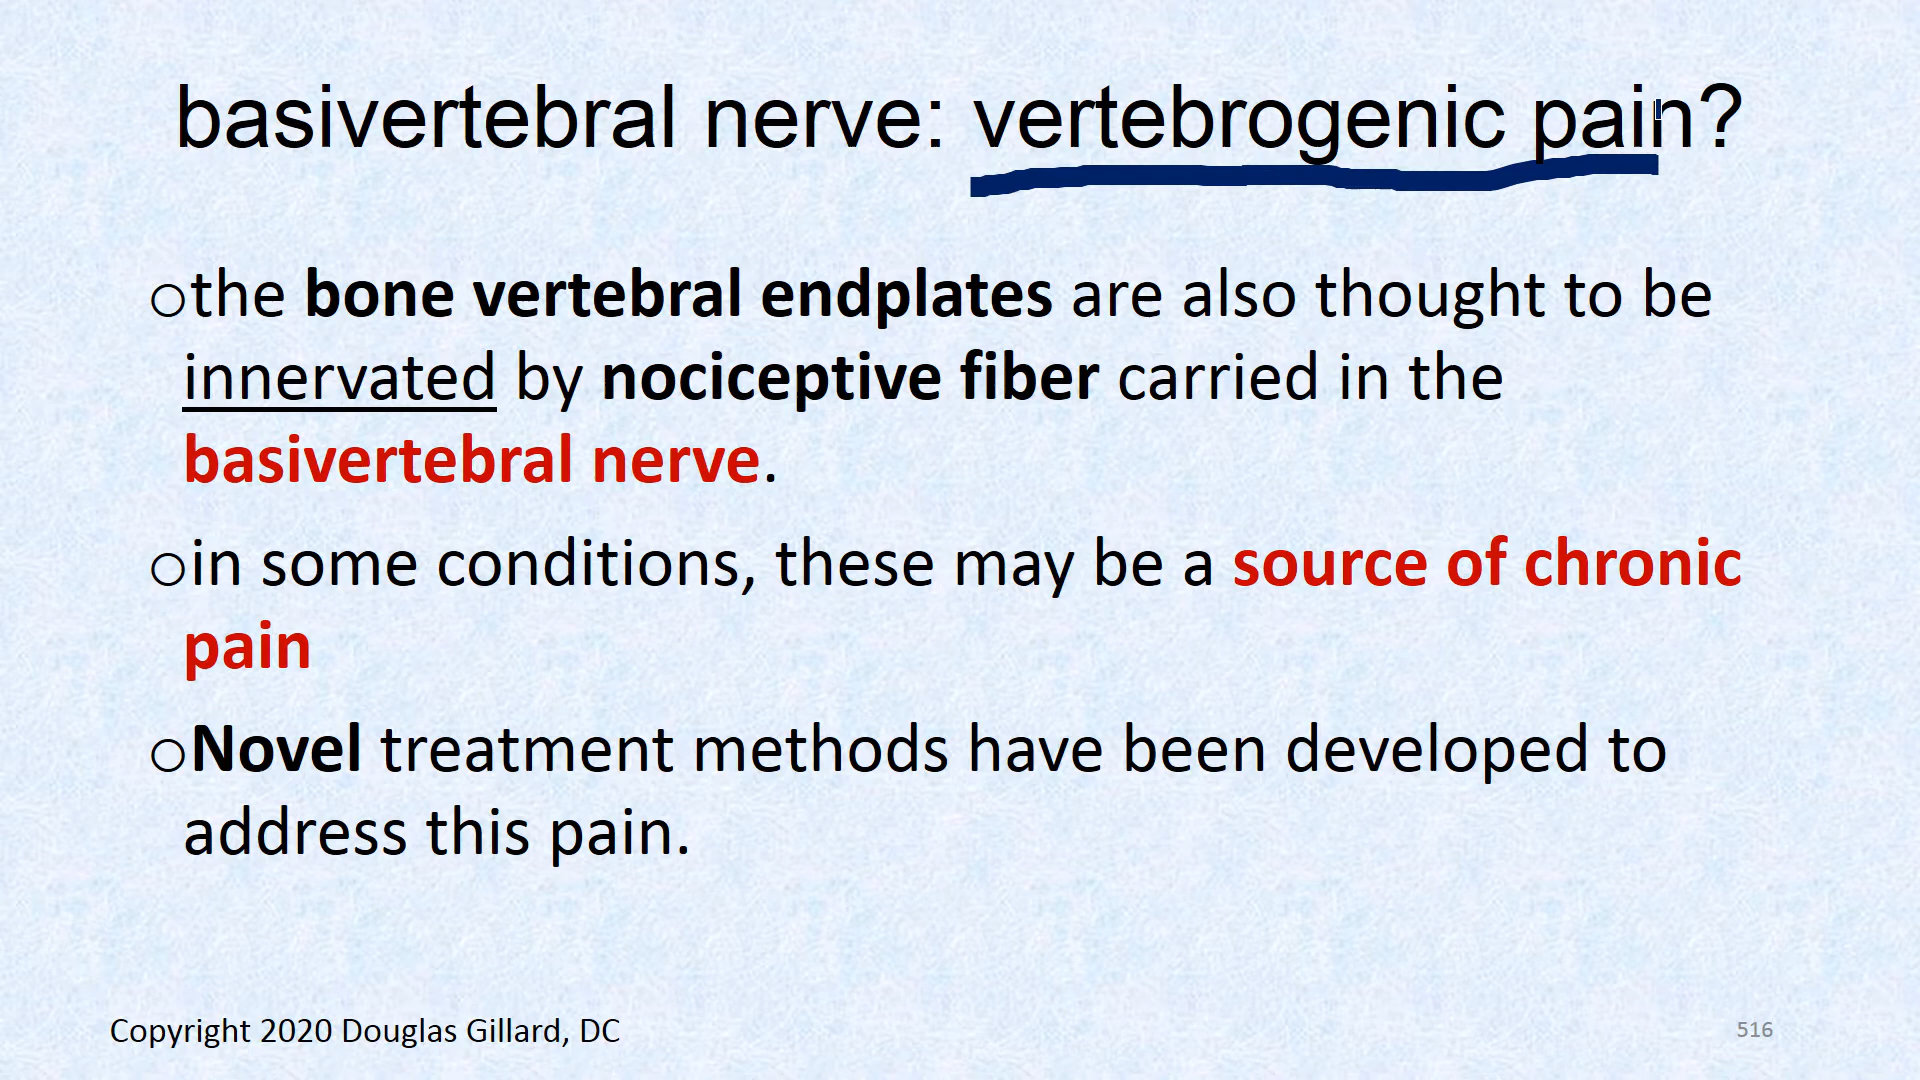 basivertebral nerve: vertebrogenic pain?
othe bone vertebral endplates are also thought to be
innervated by nociceptive fiber carried in the
basivertebral nerve.
oin some conditions, these may be a source of chronic
pain
oNovel treatment methods have been developed to
address this pain.
Copyright 2020 Douglas Gillard, DC
516